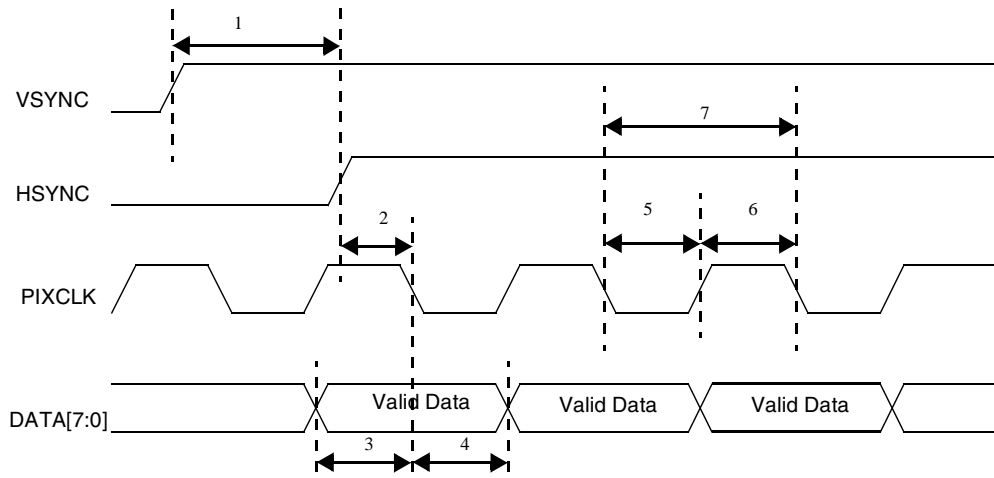 1
VSYNC
7
HSYNC
2
5
6
PIXCLK
DATA[7:0]
Valid Data
Valid Data
Valid Data
3
4